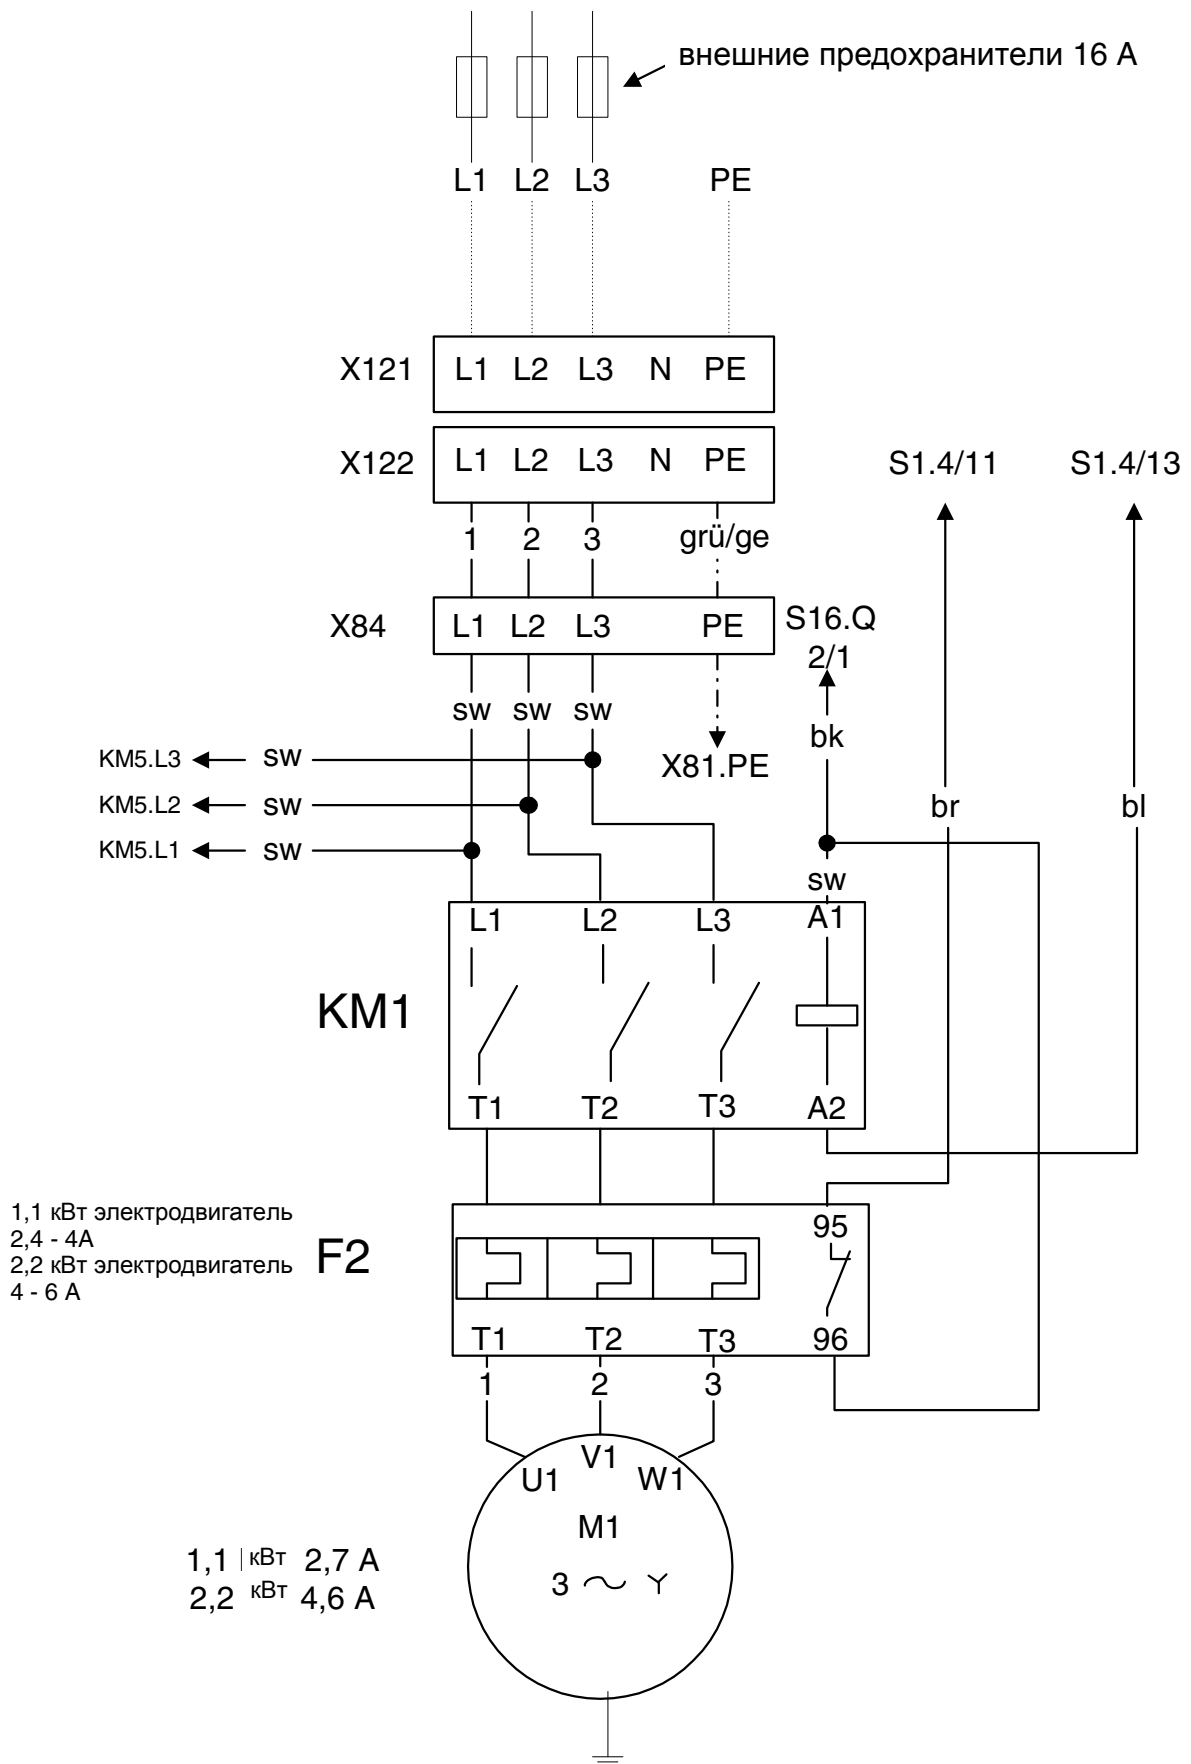 внешние предохранители 16 А
L1 L2 L3 PE
X121 L1 L2 L3 N PE
X122 L1 L2 L3 N PE S1.4/11 S1.4/13
1 2 3 grü/ge
X84 L1 L2 L3 PE S16.Q
2/1
sw sw sw
bk
KM5.L3 sw X81.PE
KM5.L2 sw br bl
KM5.L1 sw
sw
L1 L2 L3 A1
KM1
T1 T2 T3 A2
1,1 кВт электродвигатель
2,4 - 4А
2,2 кВт электродвигатель
4 - 6 А
F2
95
T1 T2 T3 96
1 2 3
U1 V1 W1
M1
1,1 кВт 2,7 А
2,2 кВт 4,6 А
3